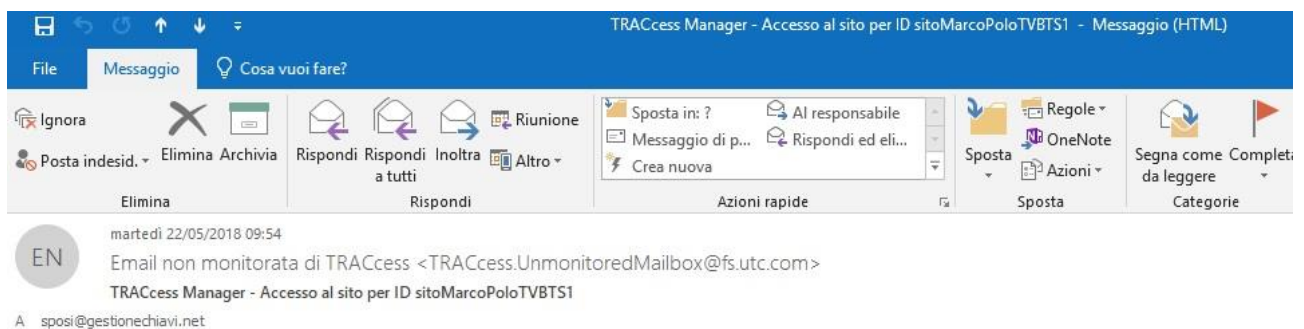 TRACcess Manager - Accesso al sito per ID sitoMarcoPoloTVBTS1 - Messaggio (HTML)
File Messaggio Cosa vuoi fare?
Ignora
Posta indesid.
Elimina Archivia
Elimina
Rispondi Rispondi a tutti Inoltra
Riunione
Altro
Rispondi
Sposta in: ? Al responsabile
Messaggio di p... Rispondi ed eli...
Crea nuova
Azioni rapide
Sposta
Regole
OneNote
Azioni
Sposta
Segna come da leggere
Completa
Categorie
EN
martedì 22/05/2018 09:54
Email non monitorata di TRACcess <TRACcess.UnmonitoredMailbox@fs.utc.com>
TRACcess Manager - Accesso al sito per ID sitoMarcoPoloTVBTS1
A sposi@gestionechiavi.net